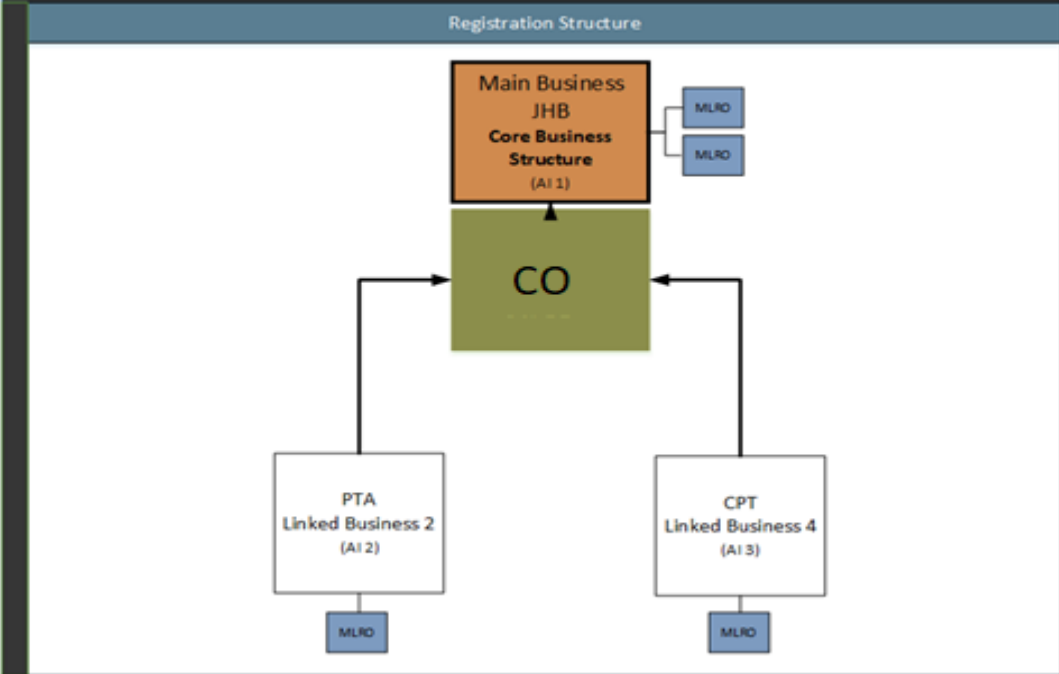 Registration Structure
Main Business
JHB
Core Business
Structure
(AI 1)
MLRO
MLRO
CO
PTA
Linked Business 2
(AI 2)
MLRO
CPT
Linked Business 4
(AI 3)
MLRO